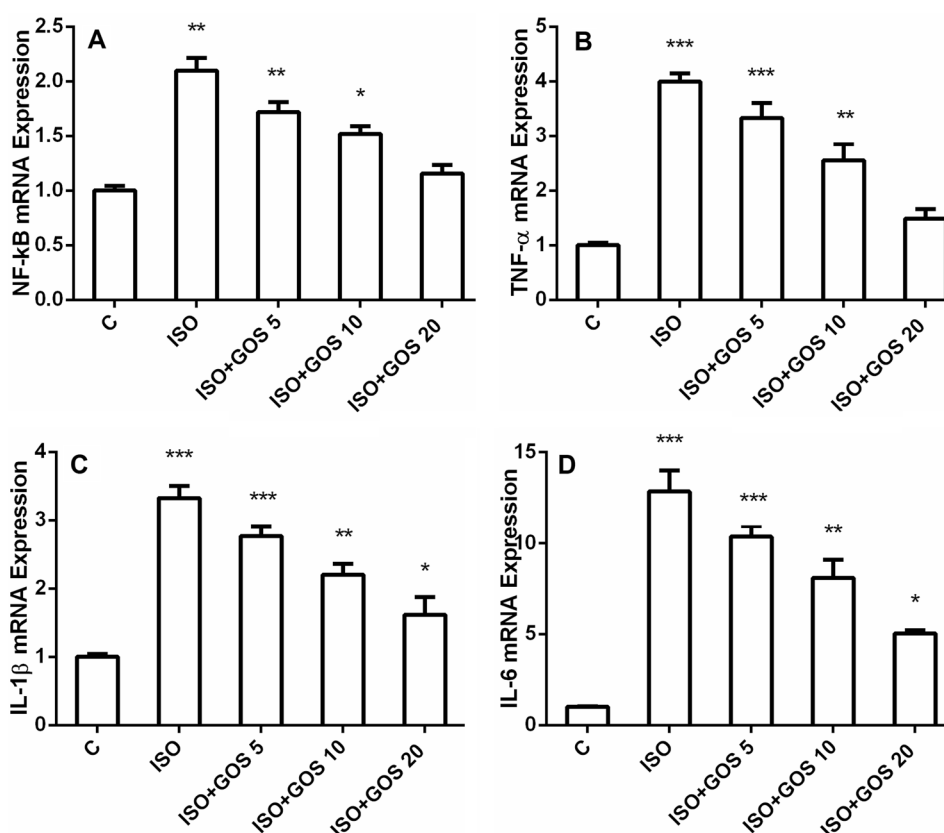 A
NF-kB mRNA Expression
2.5
2.0
1.5
1.0
0.5
0.0
**
**
*
C
ISO
ISO+GOS 5
ISO+GOS 10
ISO+GOS 20
B
TNF-α mRNA Expression
5
4
3
2
1
0
***
***
**
C
ISO
ISO+GOS 5
ISO+GOS 10
ISO+GOS 20
C
IL-1β mRNA Expression
4
3
2
1
0
***
***
**
*
C
ISO
ISO+GOS 5
ISO+GOS 10
ISO+GOS 20
D
IL-6 mRNA Expression
15
10
5
0
***
***
**
*
C
ISO
ISO+GOS 5
ISO+GOS 10
ISO+GOS 20